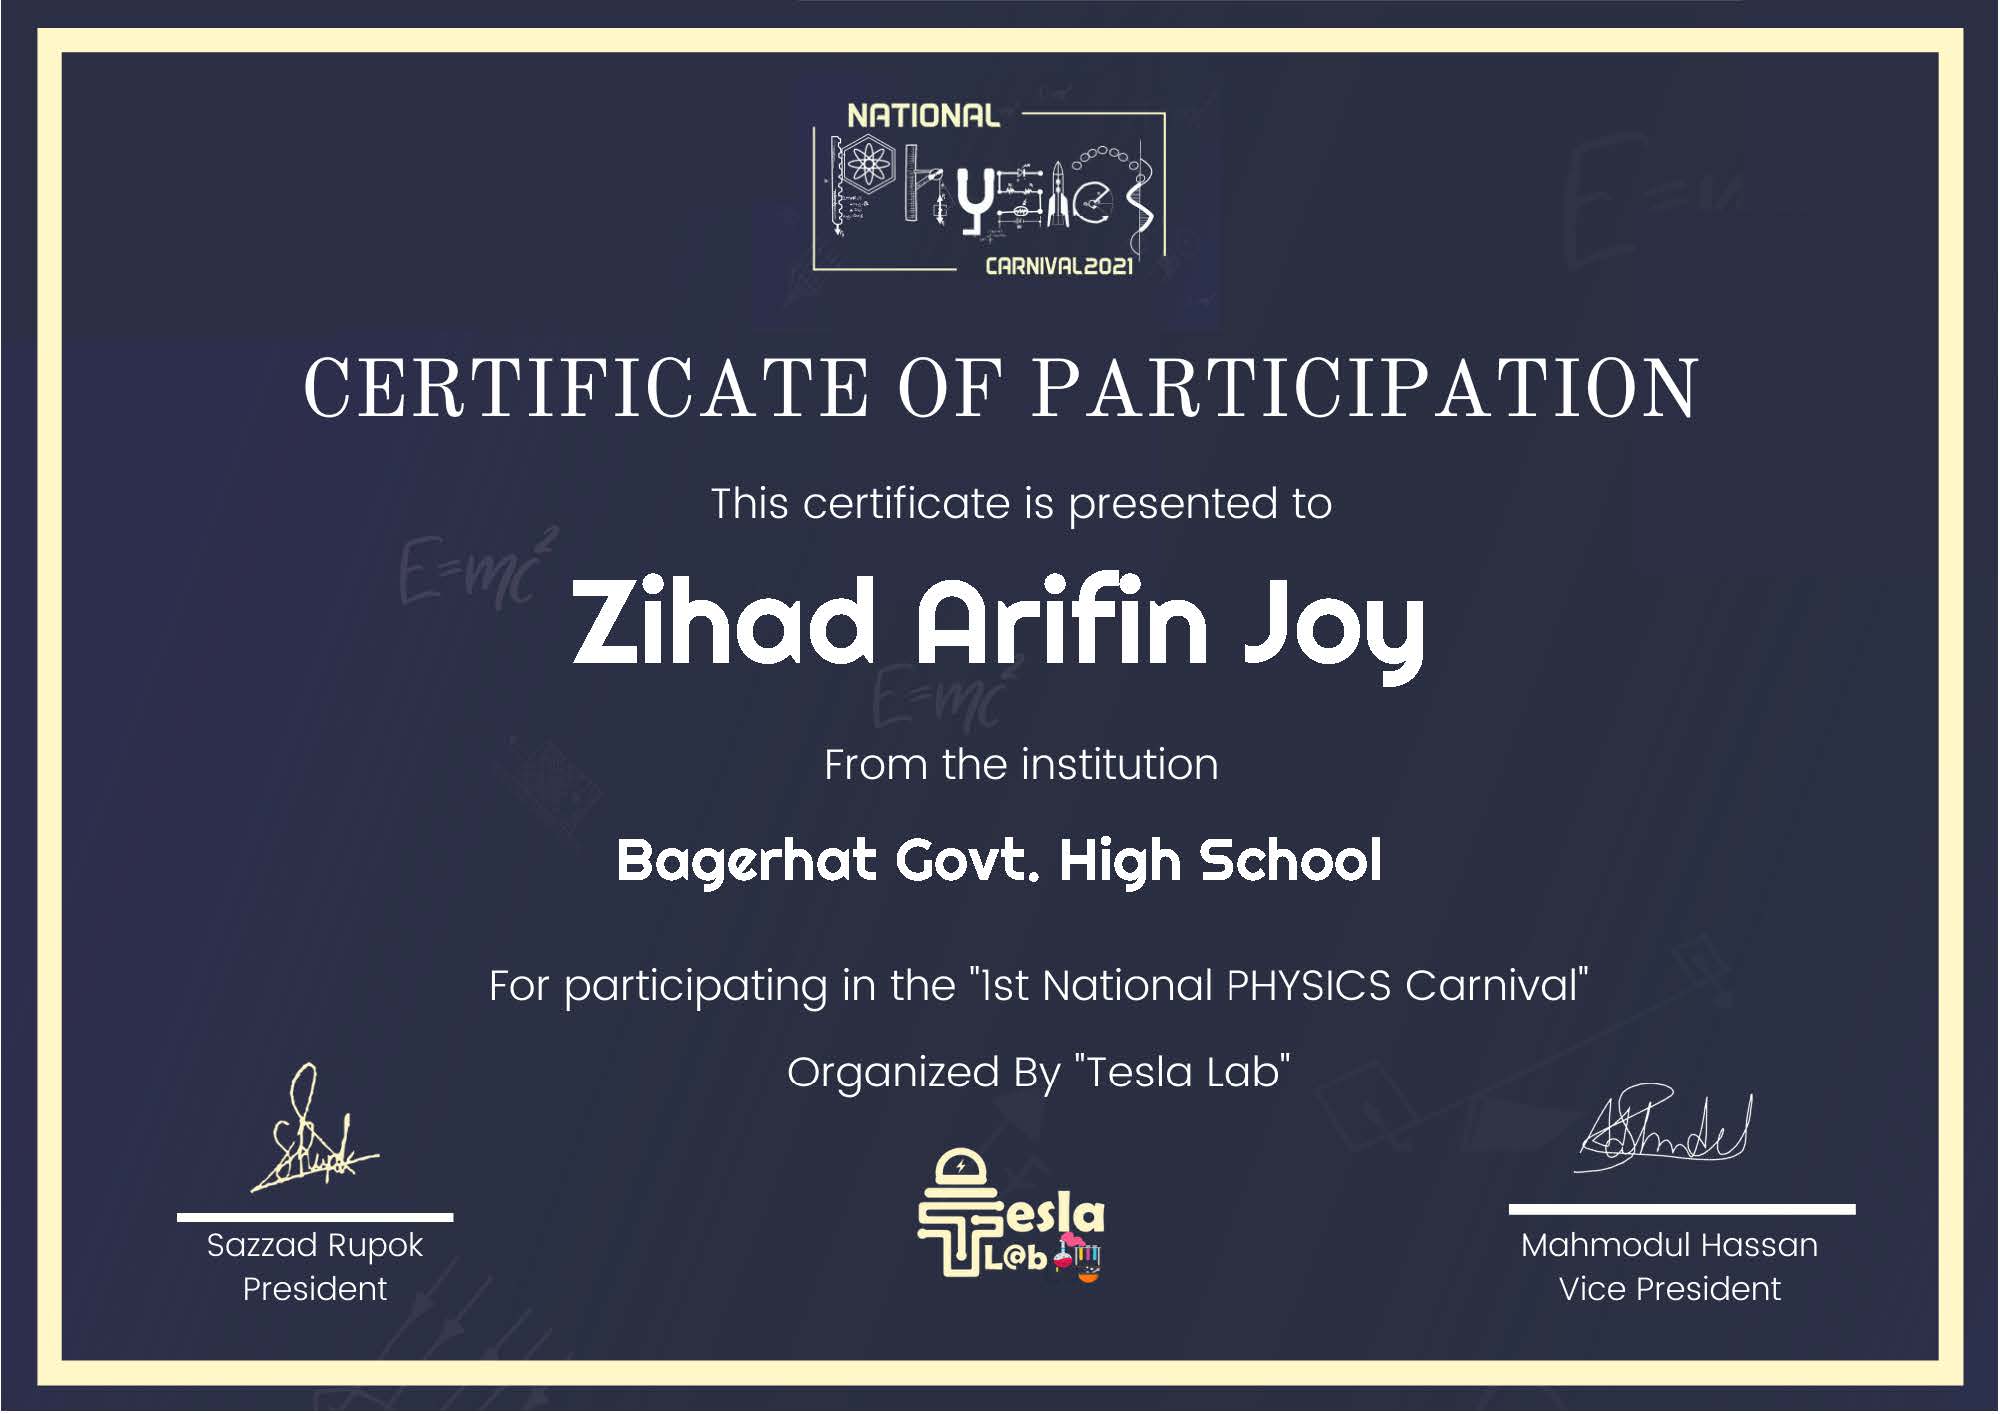 NATIONAL
Physics
CARNIVAL2021
CERTIFICATE OF PARTICIPATION
This certificate is presented to
E=mc²
Zihad Arifin Joy
E=mc²
From the institution
Bagerhat Govt. High School
For participating in the "1st National PHYSICS Carnival"
Organized By "Tesla Lab"
Tesla
L@b
Sazzad Rupok
President
Mahmodul Hassan
Vice President